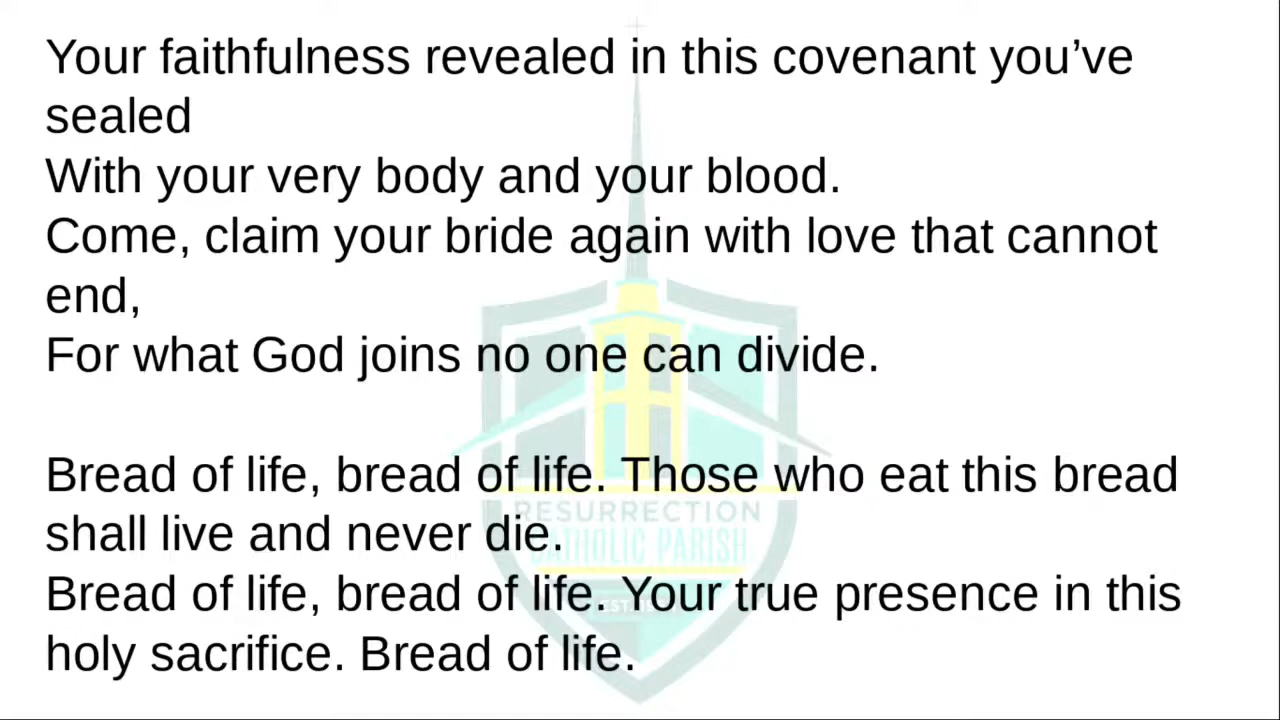 Your faithfulness revealed in this covenant you’ve
sealed
With your very body and your blood.
Come, claim your bride again with love that cannot
end,
For what God joins no one can divide.
Bread of life, bread of life. Those who eat this bread
shall live and never die.
Bread of life, bread of life. Your true presence in this
holy sacrifice. Bread of life.
RESURRECTION
CATHOLIC PARISH